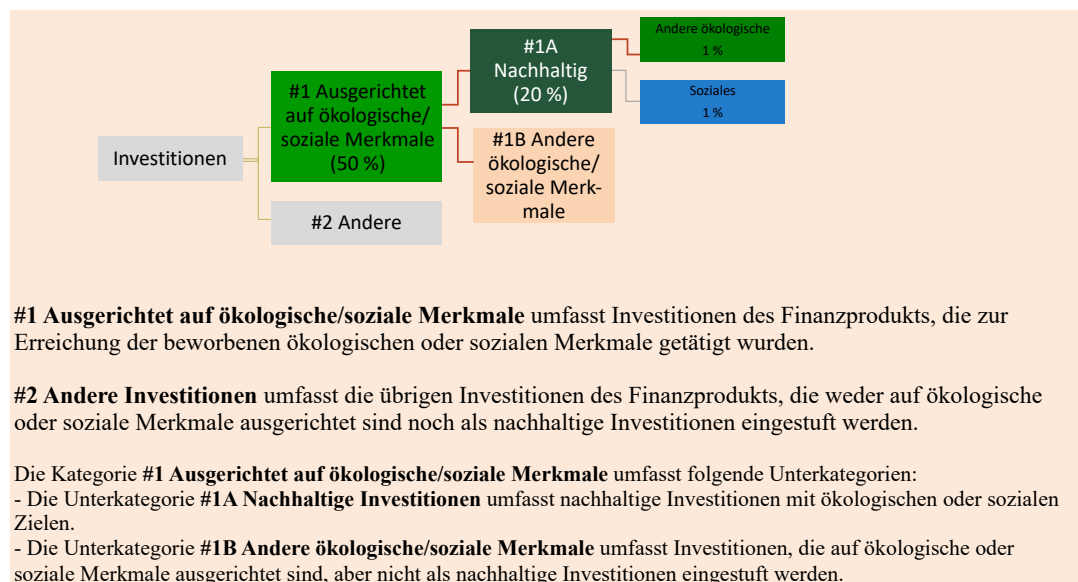 Andere ökologische
1 %
#1A
Nachhaltig
(20 %)
Soziales
1 %
#1 Ausgerichtet
auf ökologische/
soziale Merkmale
(50 %)
#1B Andere
ökologische/
soziale Merk-
male
Investitionen
#2 Andere
#1 Ausgerichtet auf ökologische/soziale Merkmale umfasst Investitionen des Finanzprodukts, die zur
Erreichung der beworbenen ökologischen oder sozialen Merkmale getätigt wurden.
#2 Andere Investitionen umfasst die übrigen Investitionen des Finanzprodukts, die weder auf ökologische
oder soziale Merkmale ausgerichtet sind noch als nachhaltige Investitionen eingestuft werden.
Die Kategorie #1 Ausgerichtet auf ökologische/soziale Merkmale umfasst folgende Unterkategorien:
- Die Unterkategorie #1A Nachhaltige Investitionen umfasst nachhaltige Investitionen mit ökologischen oder sozialen
Zielen.
- Die Unterkategorie #1B Andere ökologische/soziale Merkmale umfasst Investitionen, die auf ökologische oder
soziale Merkmale ausgerichtet sind, aber nicht als nachhaltige Investitionen eingestuft werden.